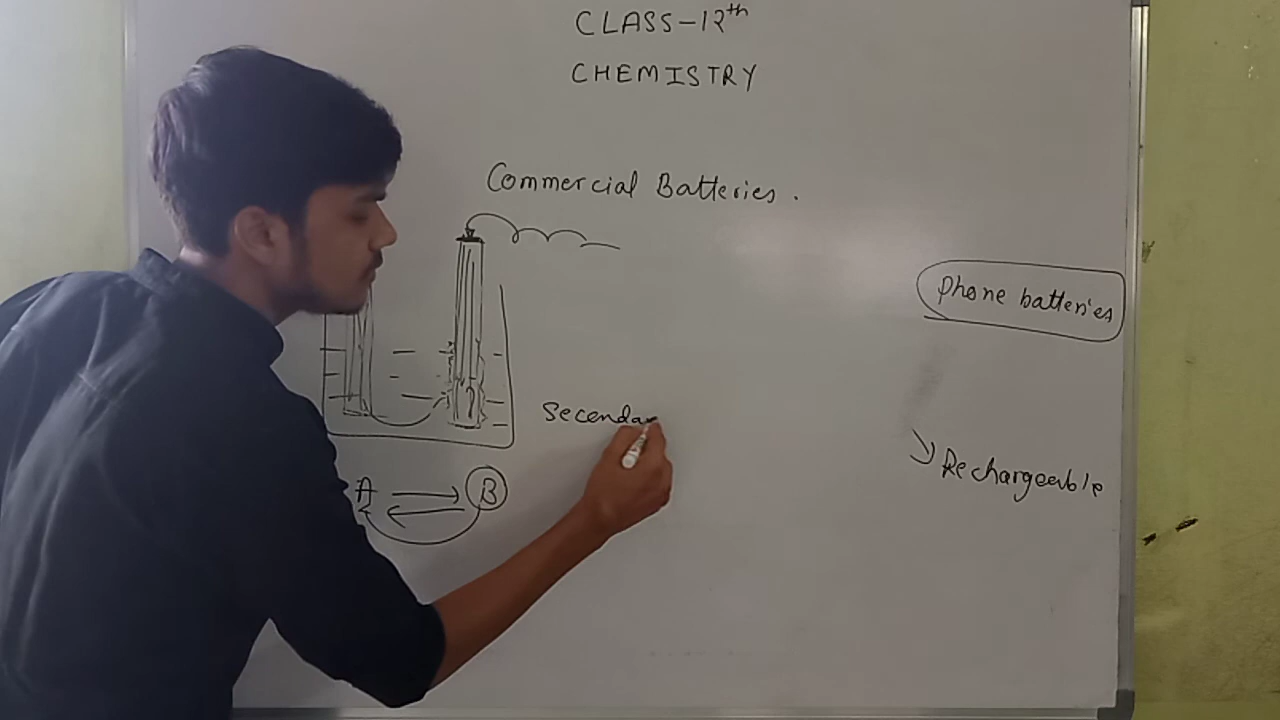 CLASS-12th
CHEMISTRY
Commercial Batteries.
Phone batteries
Secendar
A B
Rechargeable